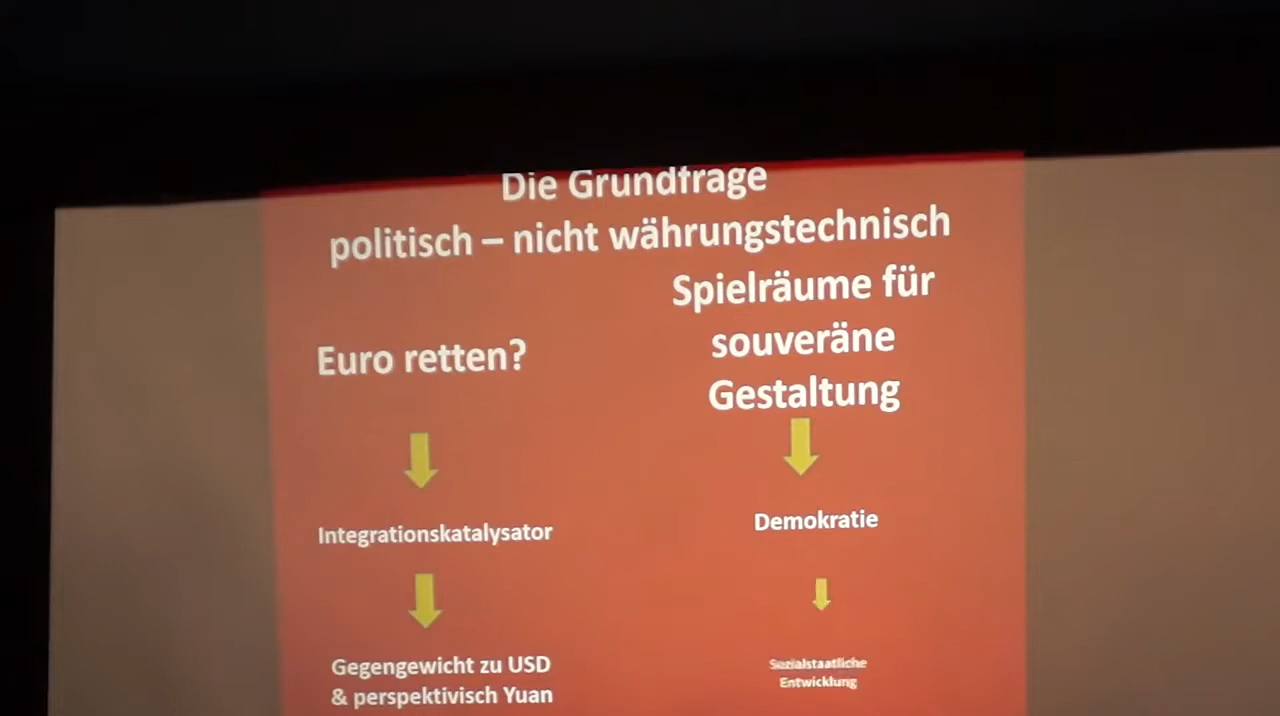 Die Grundfrage
politisch – nicht währungstechnisch
Euro retten?
Integrationskatalysator
Gegengewicht zu USD
& perspektivisch Yuan
Spielräume für
souveräne
Gestaltung
Demokratie
Sozialstaatliche
Entwicklung